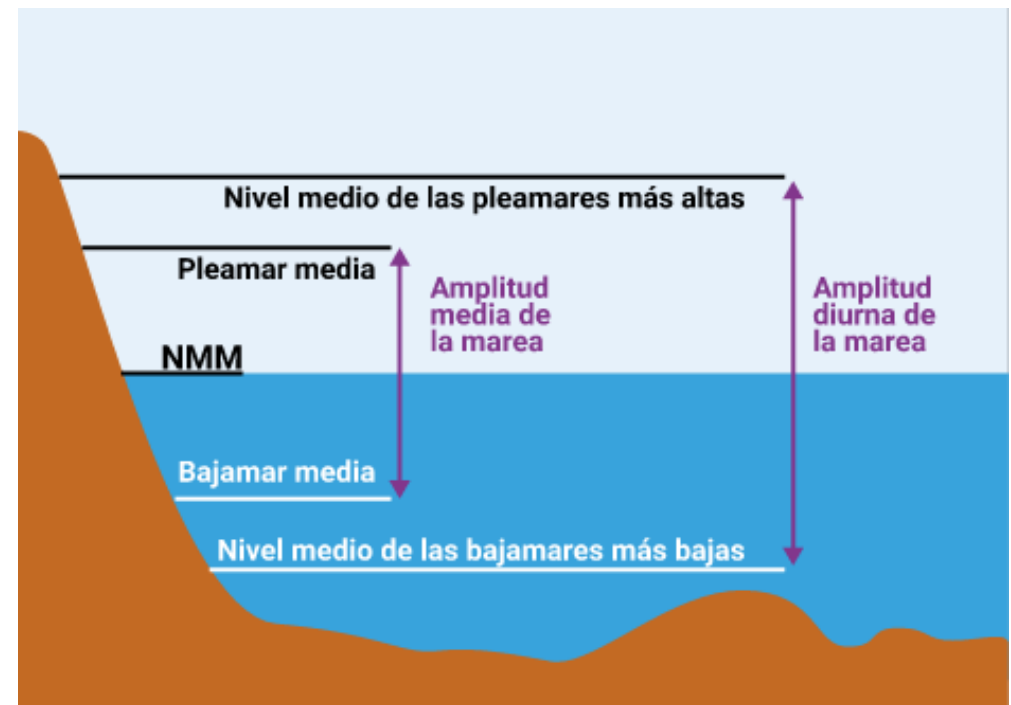 Nivel medio de las pleamares más altas
Pleamar media
Amplitud
media de
la marea
Amplitud
diurna de
la marea
NMM
Bajamar media
Nivel medio de las bajamares más bajas